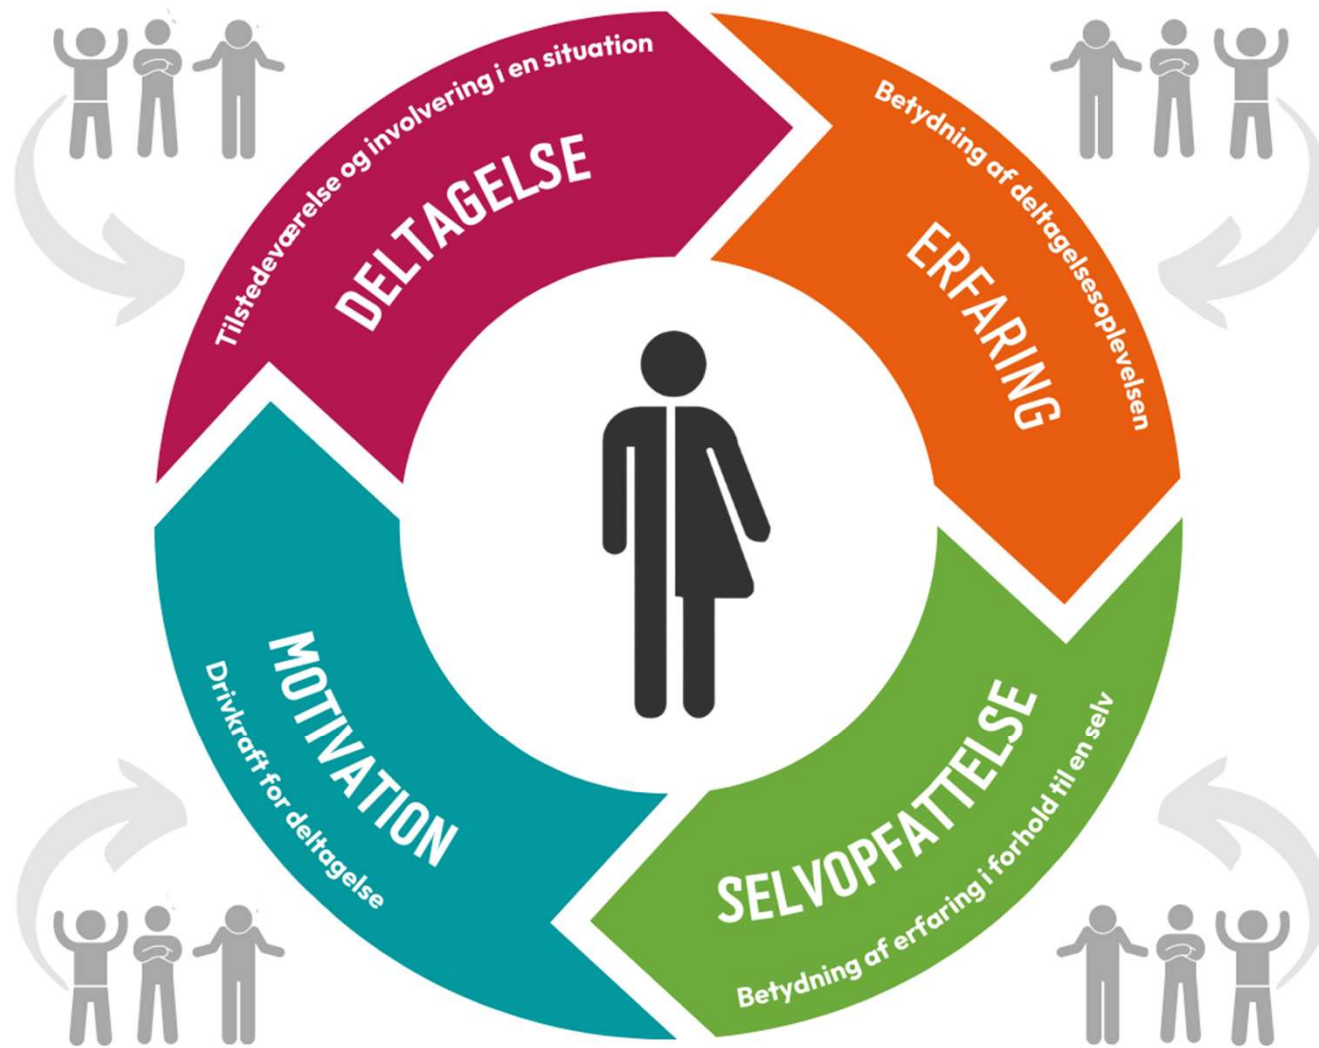 Tilstedeværelse og involvering i en situation
DELTAGELSE
Betydning af deltagelsesoplevelsen
ERFARING
SELVOPFATTELSE
Betydning af erfaring i forhold til en selv
MOTIVATION
Drivkraft for deltagelse